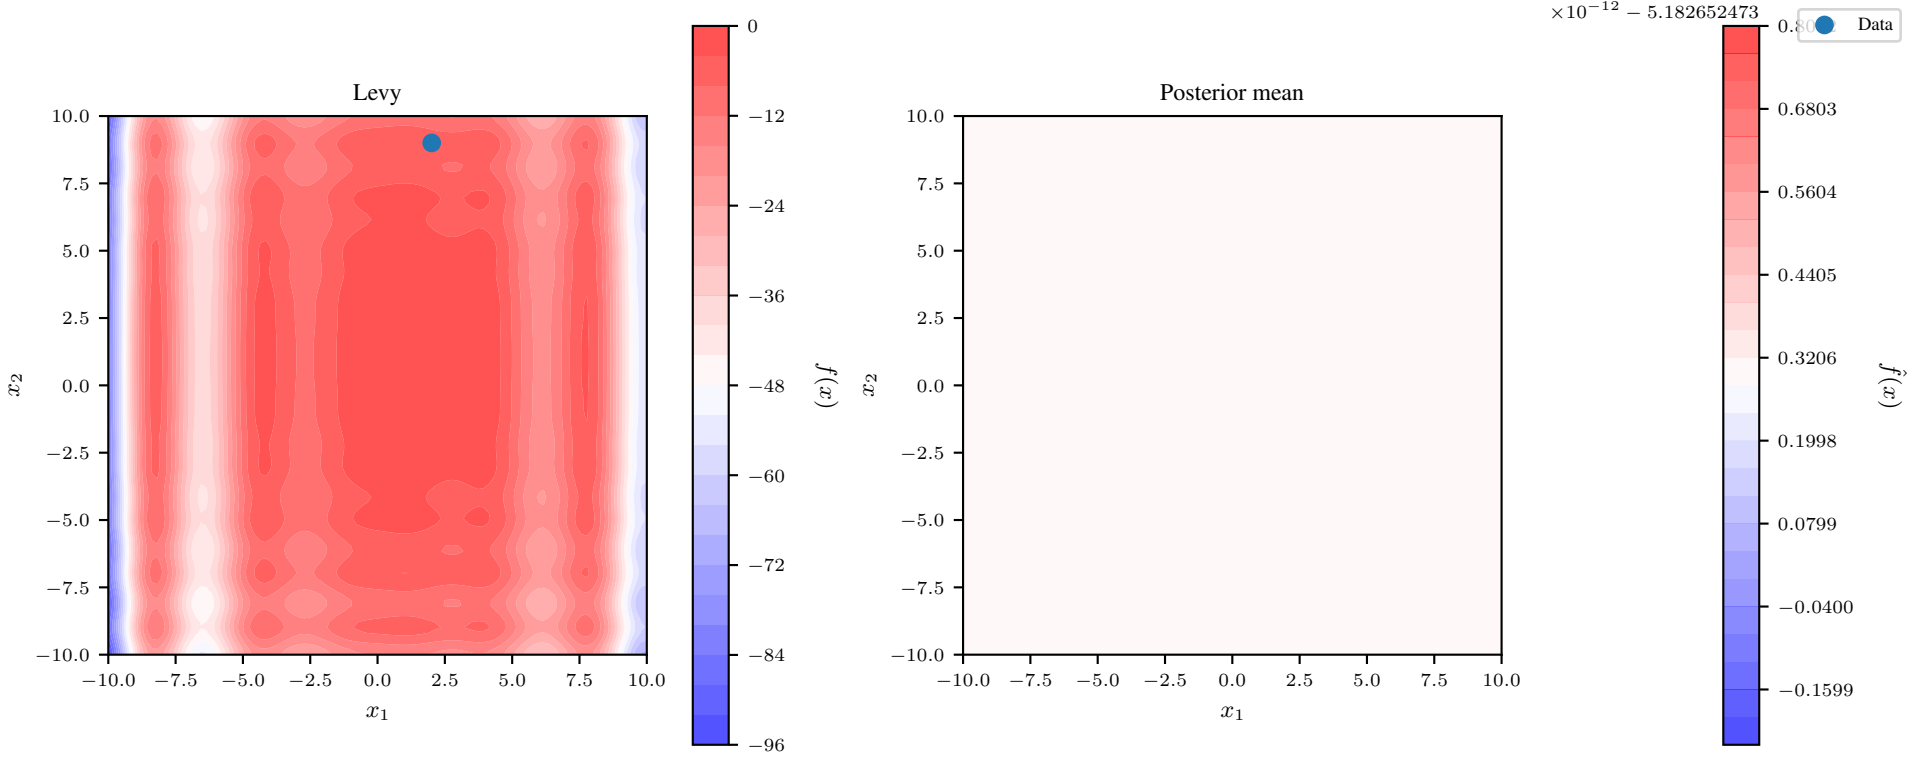 Levy
10.0
7.5
5.0
2.5
0.0
−2.5
−5.0
−7.5
−10.0
x2
−10.0 −7.5 −5.0 −2.5 0.0 2.5 5.0 7.5 10.0
x1
0
−12
−24
−36
−48
−60
−72
−84
−96
f(x)
Posterior mean
10.0
7.5
5.0
2.5
0.0
−2.5
−5.0
−7.5
−10.0
x2
−10.0 −7.5 −5.0 −2.5 0.0 2.5 5.0 7.5 10.0
x1
×10−12 − 5.182652473
0.6803
0.5604
0.4405
0.3206
0.1998
0.0799
−0.0400
−0.1599
f̂(x)
Data